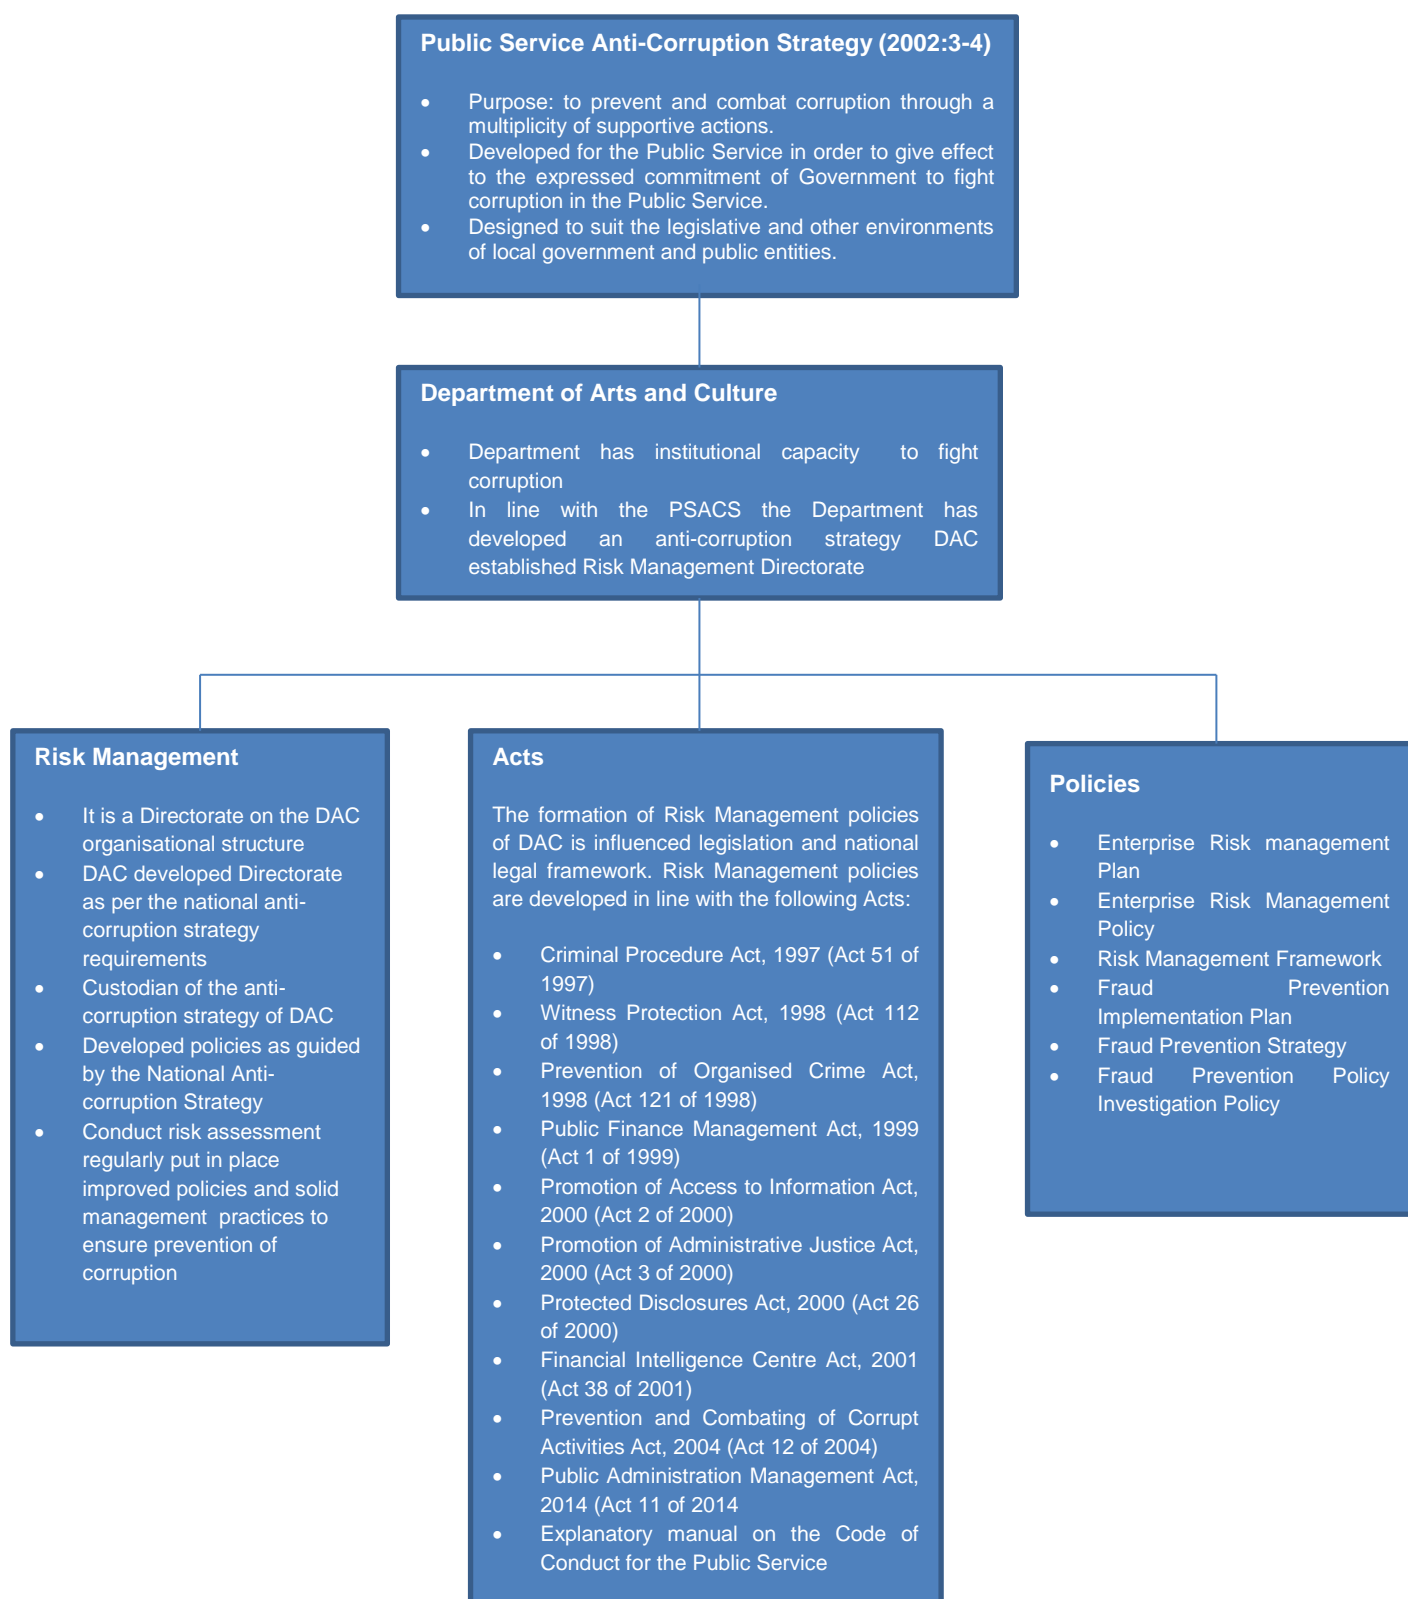 Public Service Anti-Corruption Strategy (2002:3-4)
• Purpose: to prevent and combat corruption through a
multiplicity of supportive actions.
• Developed for the Public Service in order to give effect
to the expressed commitment of Government to fight
corruption in the Public Service.
• Designed to suit the legislative and other environments
of local government and public entities.
Department of Arts and Culture
• Department has institutional capacity to fight
corruption
• In line with the PSACS the Department has
developed an anti-corruption strategy DAC
established Risk Management Directorate
Risk Management
• It is a Directorate on the DAC
organisational structure
• DAC developed Directorate
as per the national anti-
corruption strategy
requirements
• Custodian of the anti-
corruption strategy of DAC
• Developed policies as guided
by the National Anti-
corruption Strategy
• Conduct risk assessment
regularly put in place
improved policies and solid
management practices to
ensure prevention of
corruption
Acts
The formation of Risk Management policies
of DAC is influenced legislation and national
legal framework. Risk Management policies
are developed in line with the following Acts:
• Criminal Procedure Act, 1997 (Act 51 of
1997)
• Witness Protection Act, 1998 (Act 112
of 1998)
• Prevention of Organised Crime Act,
1998 (Act 121 of 1998)
• Public Finance Management Act, 1999
(Act 1 of 1999)
• Promotion of Access to Information Act,
2000 (Act 2 of 2000)
• Promotion of Administrative Justice Act,
2000 (Act 3 of 2000)
• Protected Disclosures Act, 2000 (Act 26
of 2000)
• Financial Intelligence Centre Act, 2001
(Act 38 of 2001)
• Prevention and Combating of Corrupt
Activities Act, 2004 (Act 12 of 2004)
• Public Administration Management Act,
2014 (Act 11 of 2014
• Explanatory manual on the Code of
Conduct for the Public Service
Policies
• Enterprise Risk management
Plan
• Enterprise Risk Management
Policy
• Risk Management Framework
• Fraud Prevention
Implementation Plan
• Fraud Prevention Strategy
• Fraud Prevention Policy
Investigation Policy